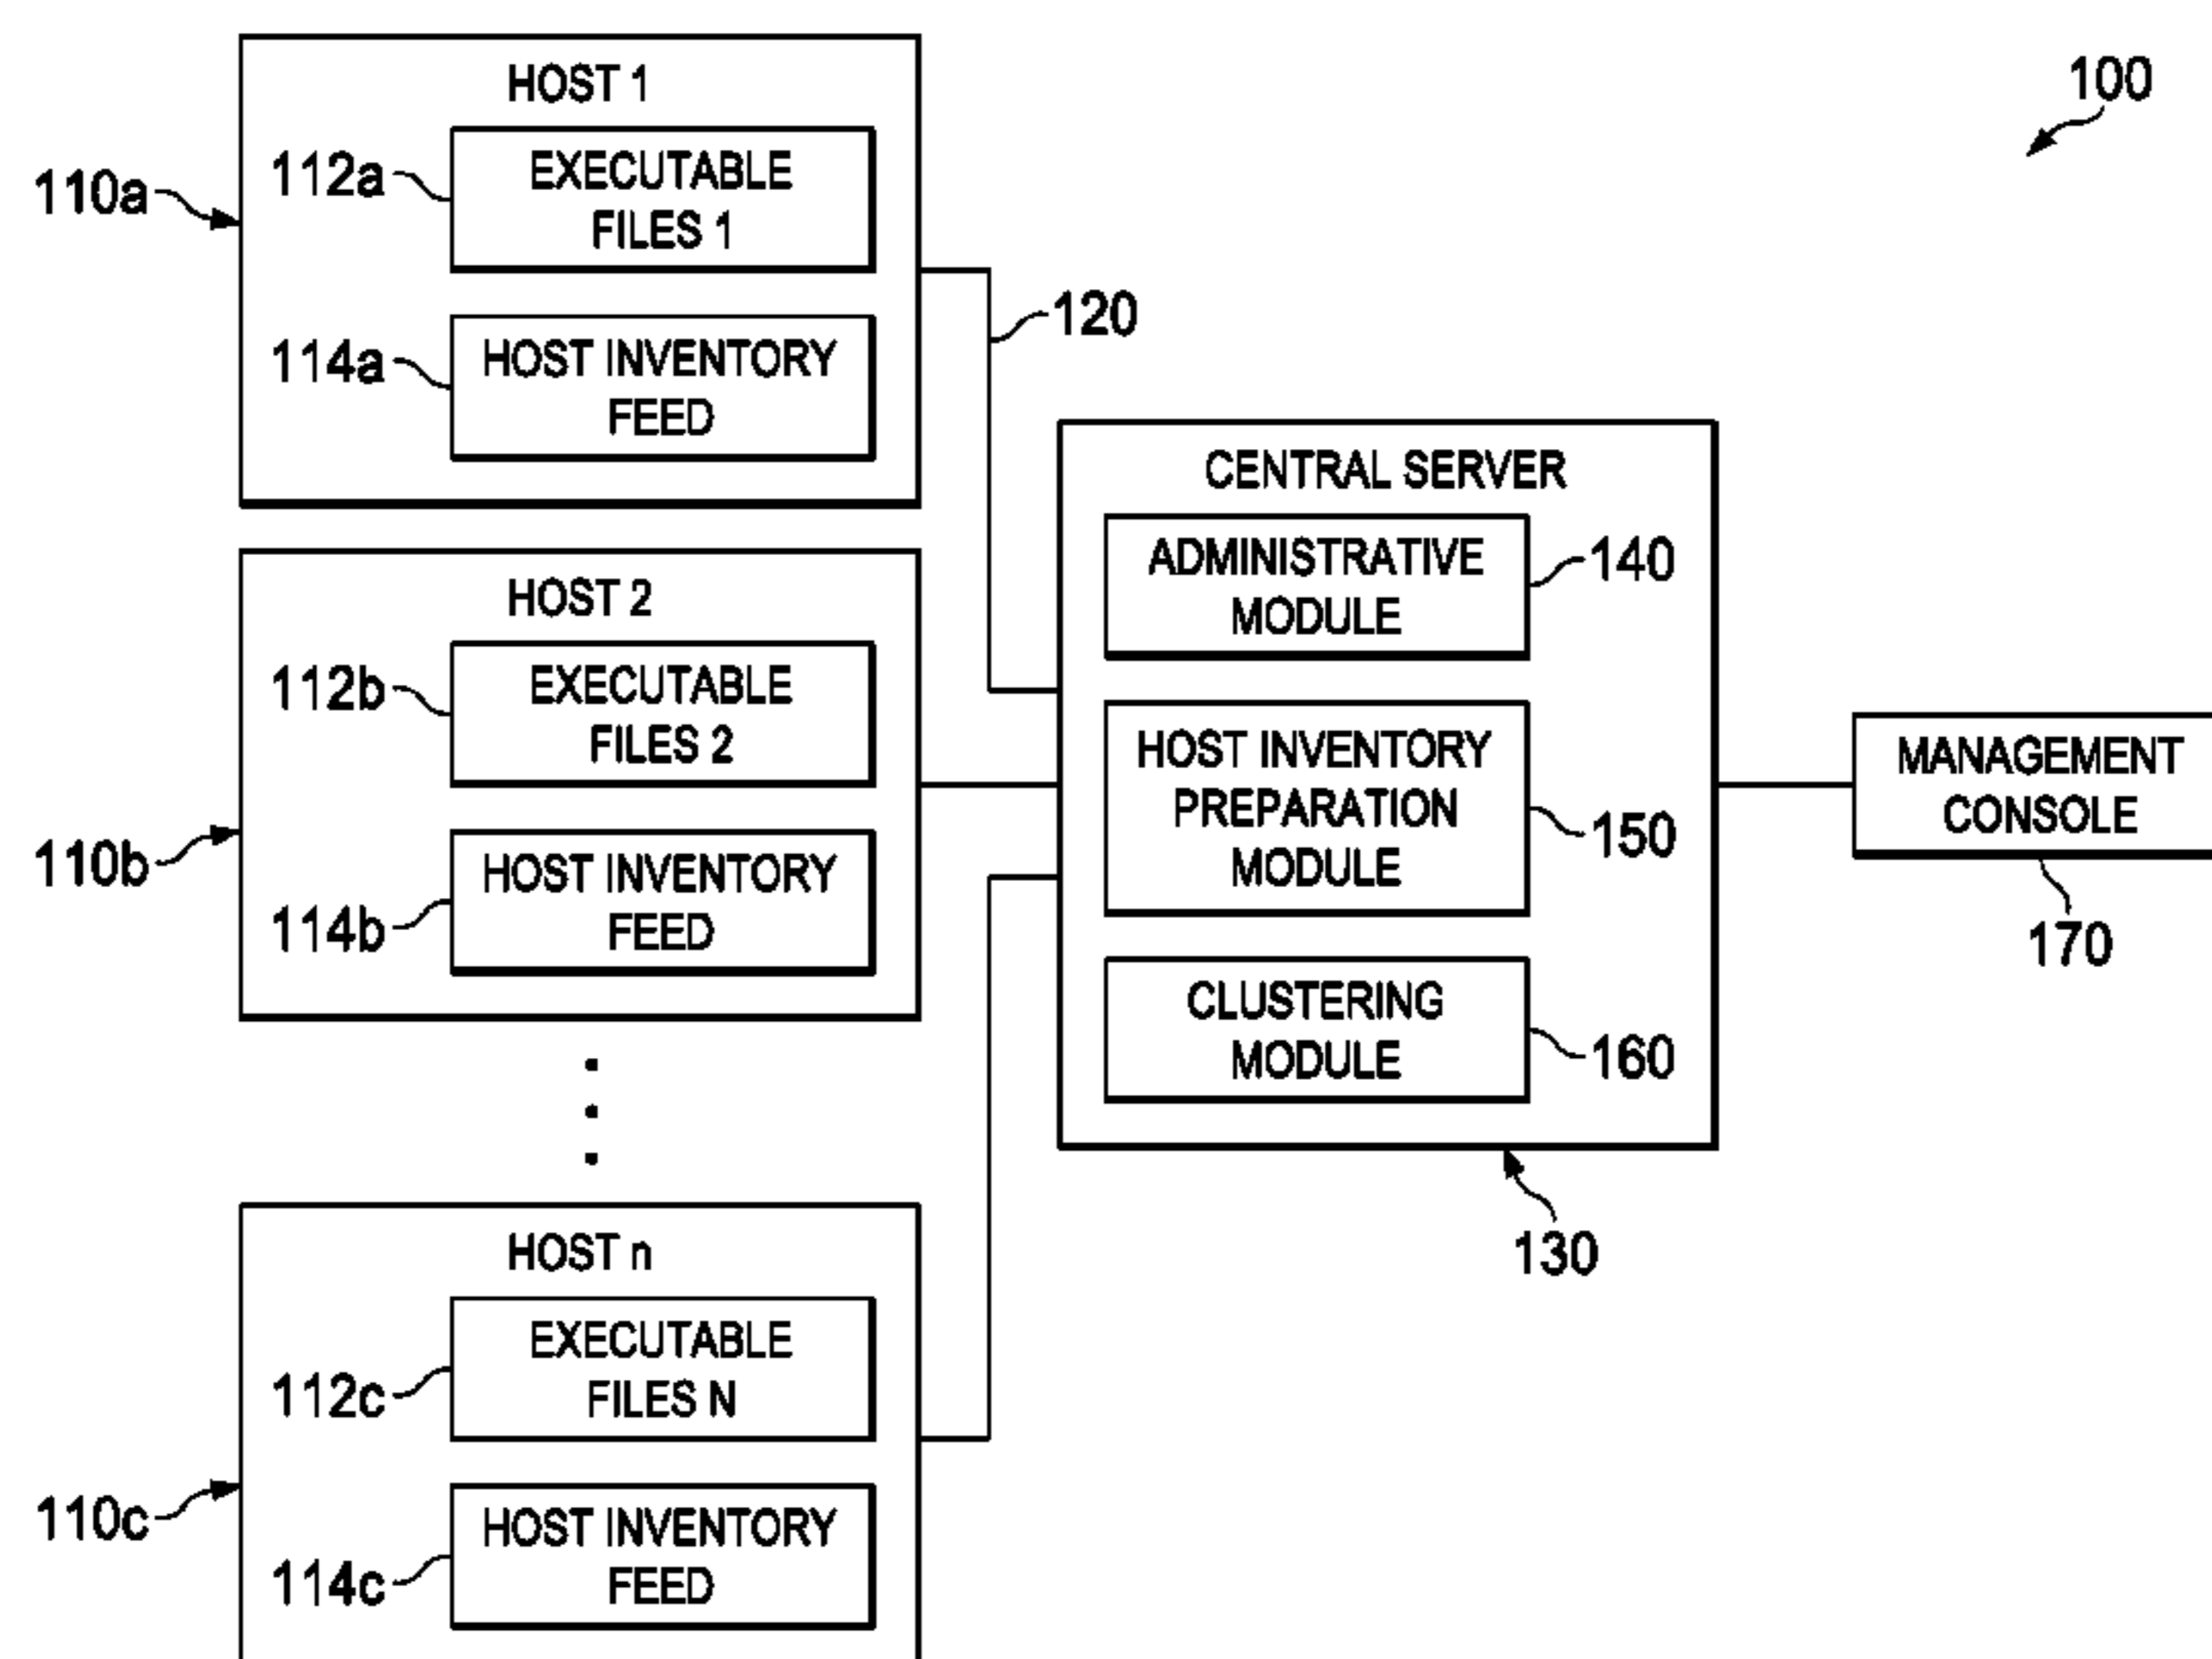 100
HOST 1
110a
112a
EXECUTABLE
FILES 1
114a
HOST INVENTORY
FEED
120
HOST 2
110b
112b
EXECUTABLE
FILES 2
114b
HOST INVENTORY
FEED
HOST n
110c
112c
EXECUTABLE
FILES N
114c
HOST INVENTORY
FEED
CENTRAL SERVER
ADMINISTRATIVE
MODULE
140
HOST INVENTORY
PREPARATION
MODULE
150
CLUSTERING
MODULE
160
130
MANAGEMENT
CONSOLE
170